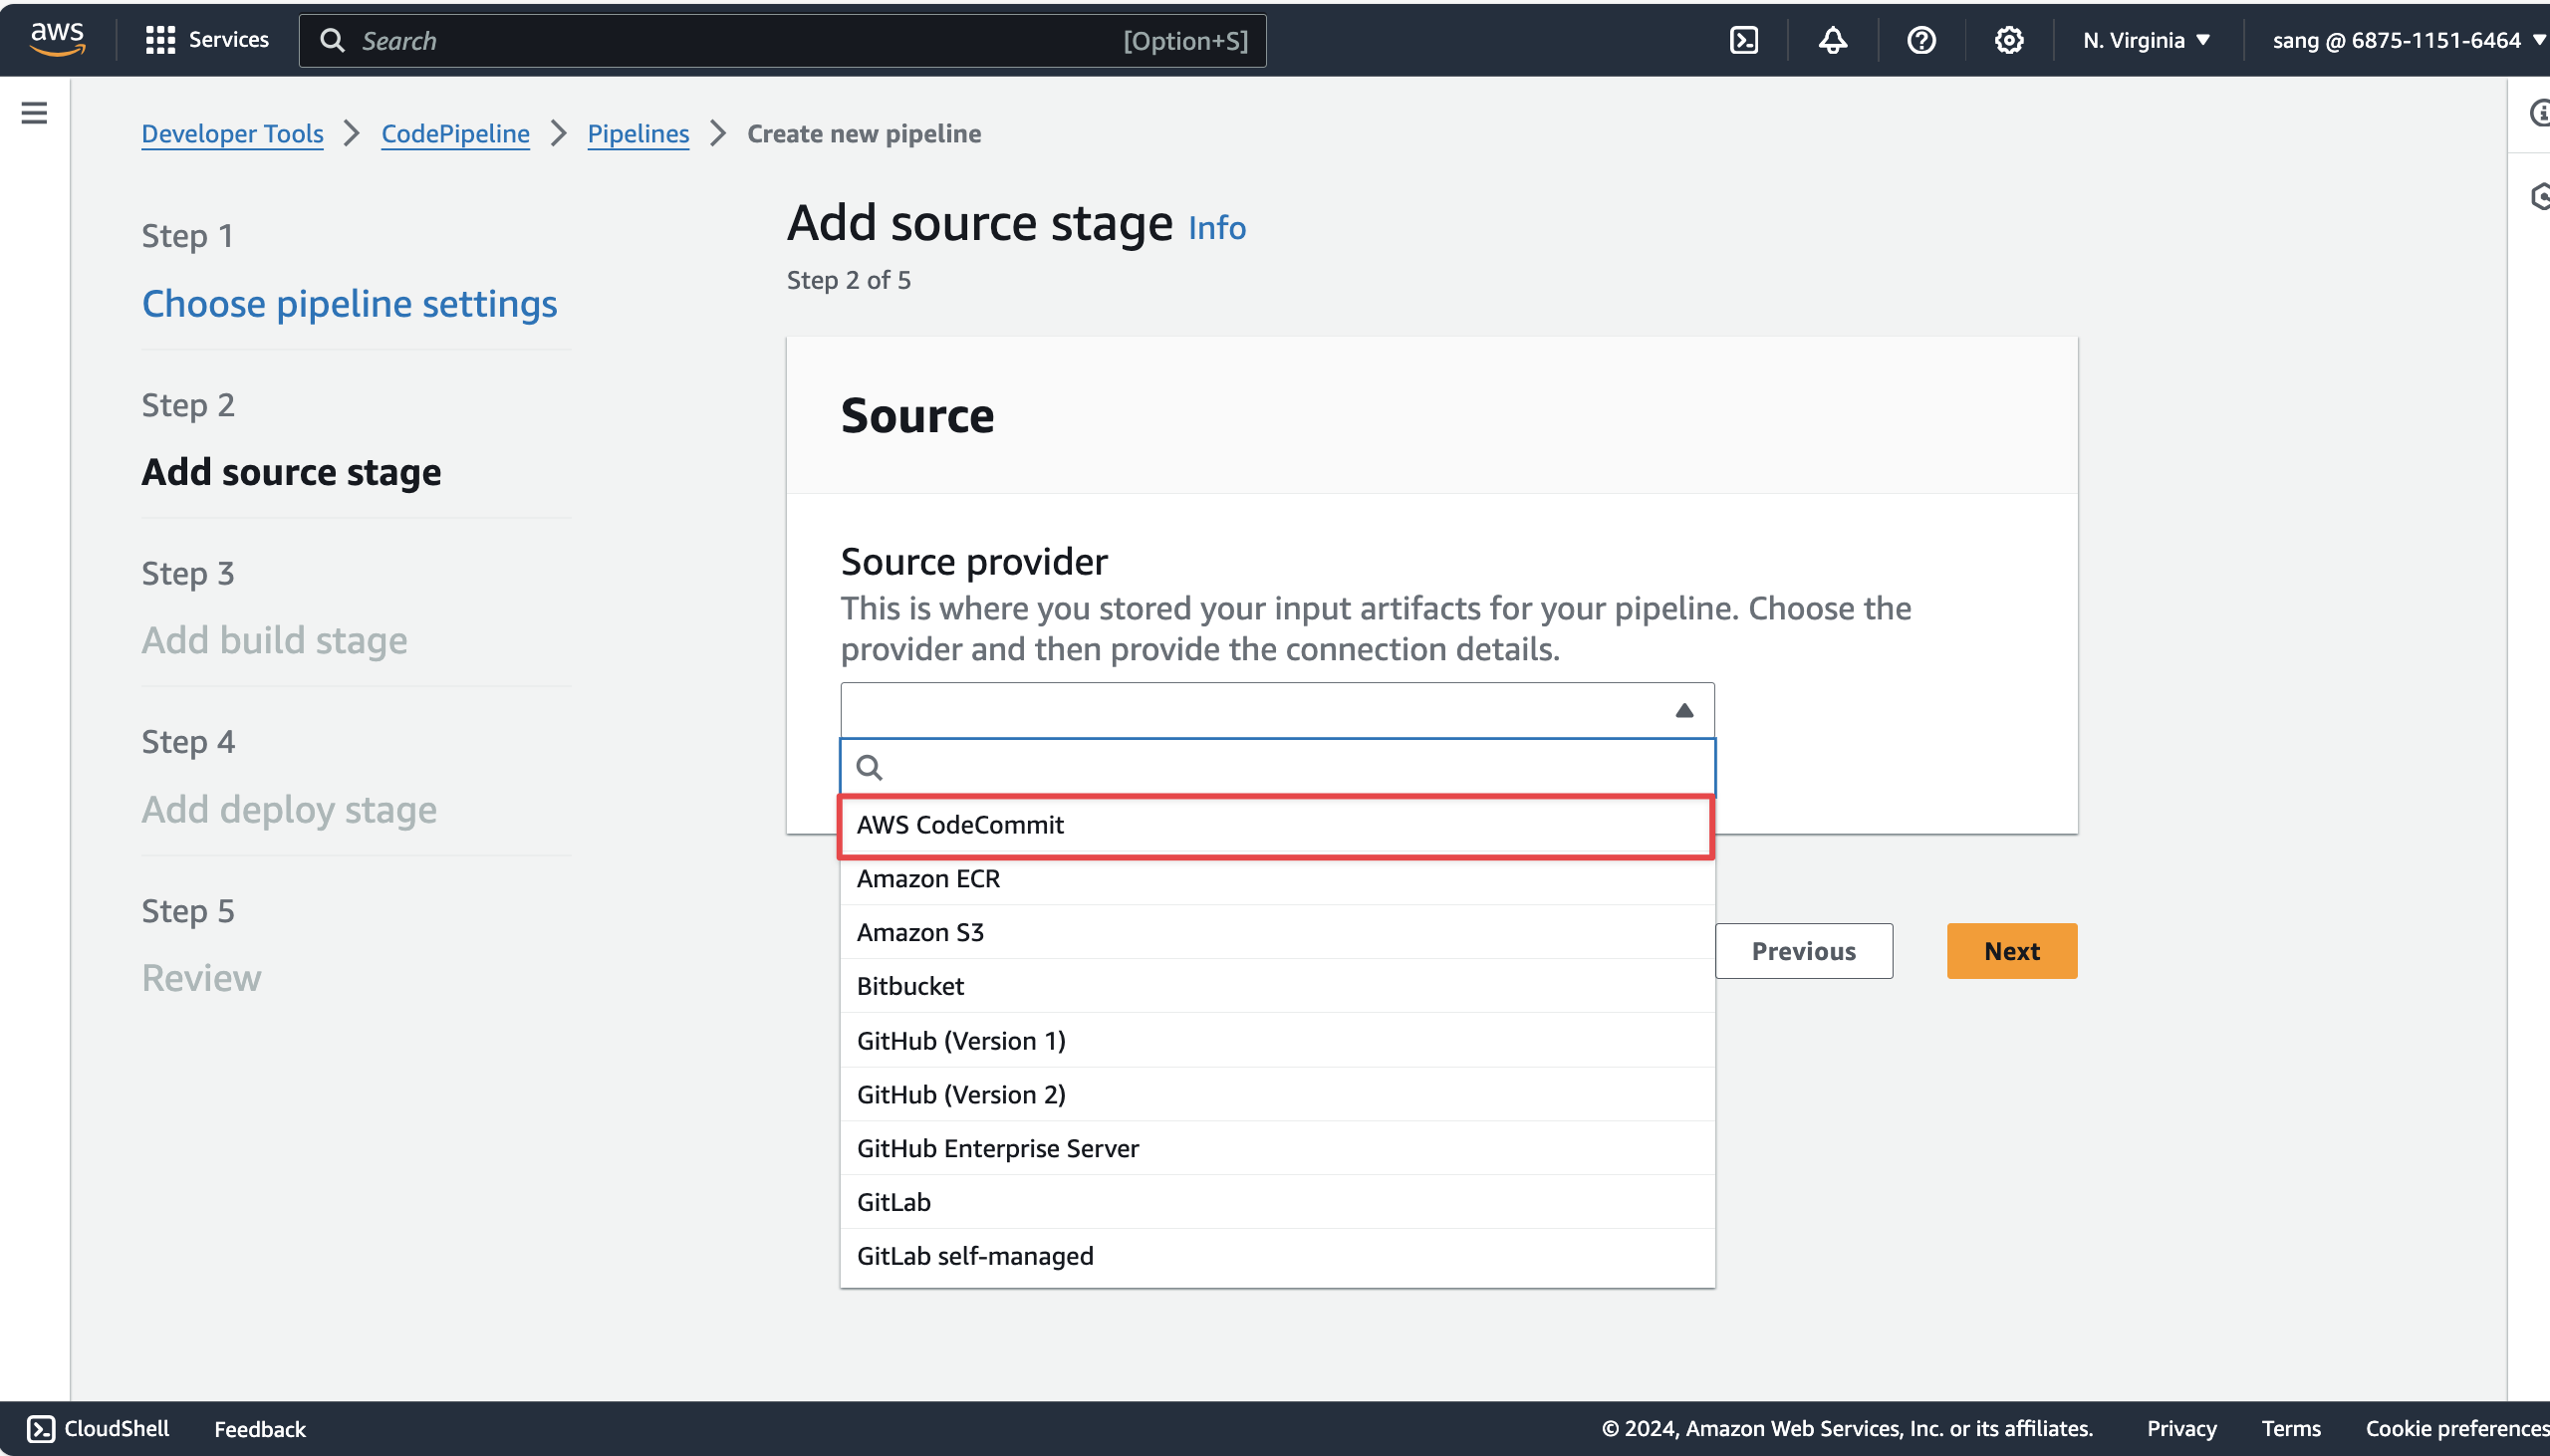 aws
Services
Search
[Option+S]
N. Virginia
sang @ 6875-1151-6464
Developer Tools
CodePipeline
Pipelines
Create new pipeline
Step 1
Choose pipeline settings
Step 2
Add source stage
Step 3
Add build stage
Step 4
Add deploy stage
Step 5
Review
Add source stage Info
Step 2 of 5
Source
Source provider
This is where you stored your input artifacts for your pipeline. Choose the
provider and then provide the connection details.
AWS CodeCommit
Amazon ECR
Amazon S3
Bitbucket
GitHub (Version 1)
GitHub (Version 2)
GitHub Enterprise Server
GitLab
GitLab self-managed
Previous
Next
CloudShell
Feedback
© 2024, Amazon Web Services, Inc. or its affiliates.
Privacy
Terms
Cookie preferences